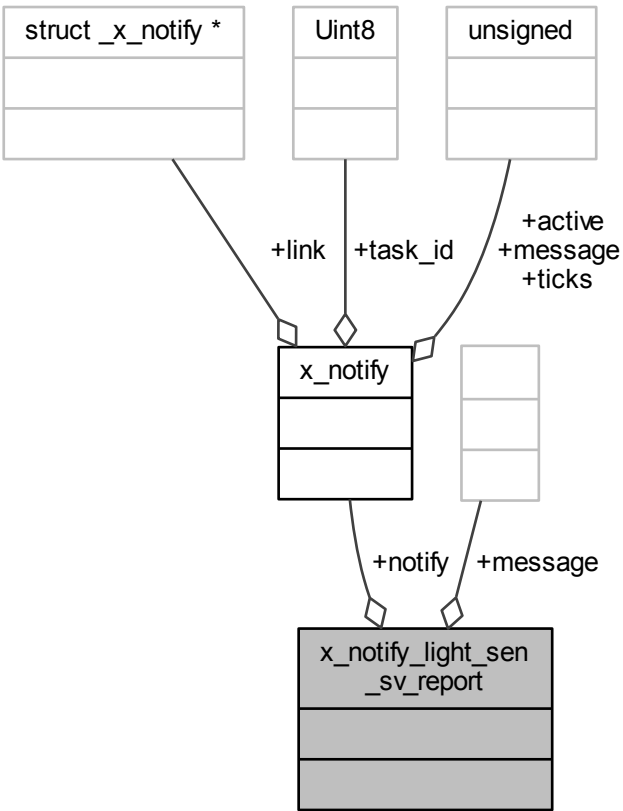 struct _x_notify *
Uint8
unsigned
+link
+task_id
+active
+message
+ticks
x_notify
+notify
+message
x_notify_light_sen
_sv_report